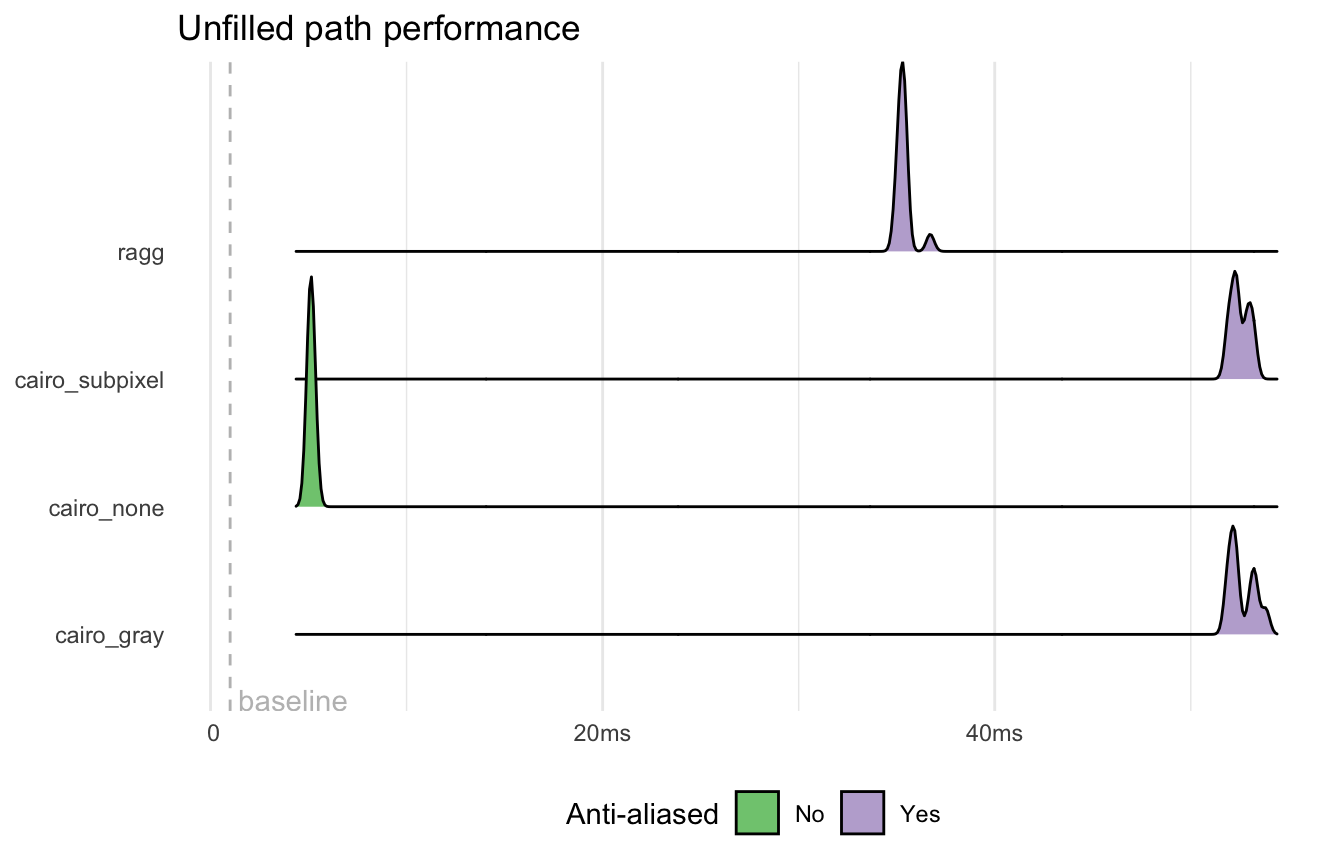 Unfilled path performance
ragg
cairo_subpixel
cairo_none
cairo_gray
baseline
0 20ms 40ms
Anti-aliased No Yes